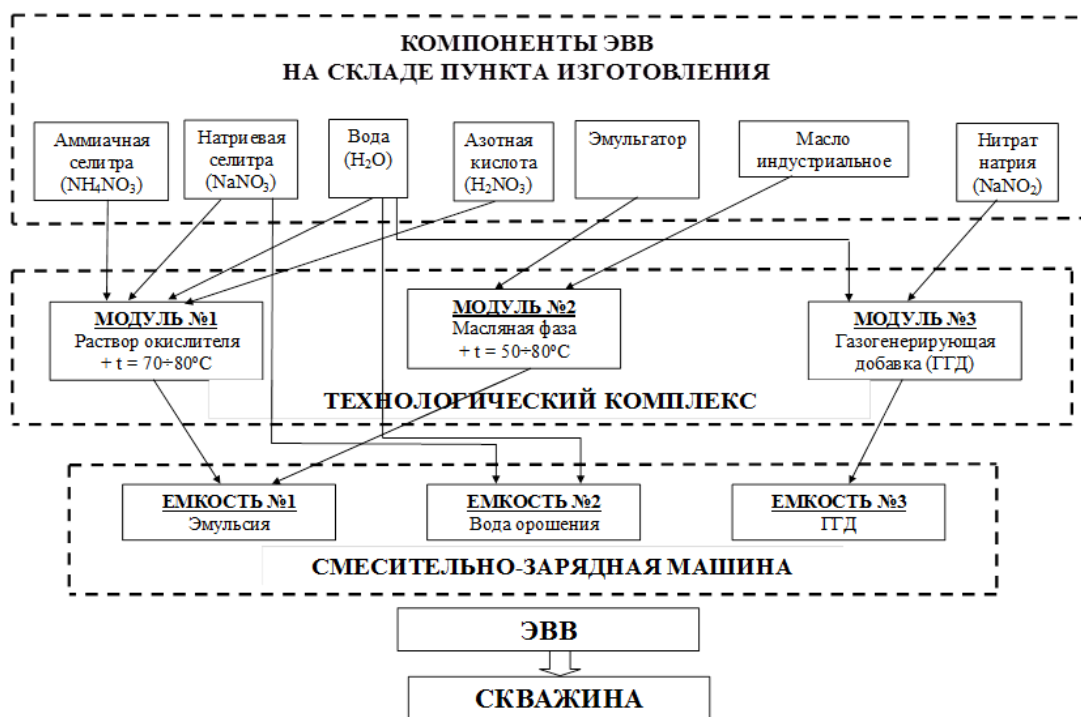 КОМПОНЕНТЫ ЭВВ
НА СКЛАДЕ ПУНКТА ИЗГОТОВЛЕНИЯ
Аммиачная
селитра
(NH₄NO₃)
Натриевая
селитра
(NaNO₃)
Вода
(H₂O)
Азотная
кислота
(H₂NO₃)
Эмульгатор
Масло
индустриальное
Нитрат
натрия
(NaNO₂)
МОДУЛЬ №1
Раствор окислителя
+ t = 70÷80°C
МОДУЛЬ №2
Масляная фаза
+ t = 50÷80°C
МОДУЛЬ №3
Газогенерирующая
добавка (ГГД)
ТЕХНОЛОГИЧЕСКИЙ КОМПЛЕКС
ЕМКОСТЬ №1
Эмульсия
ЕМКОСТЬ №2
Вода орошения
ЕМКОСТЬ №3
ГГД
СМЕСИТЕЛЬНО-ЗАРЯДНАЯ МАШИНА
ЭВВ
СКВАЖИНА